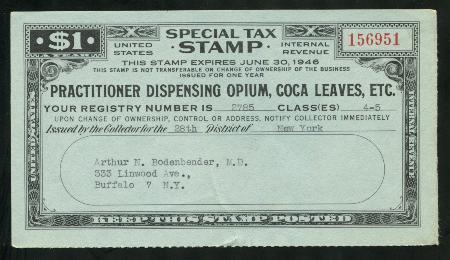 $1
A YEAR
SPECIAL TAX
STAMP
UNITED STATES
INTERNAL REVENUE
156951
THIS STAMP EXPIRES JUNE 30, 1946
THIS STAMP IS NOT TRANSFERABLE ON CHANGE OF OWNERSHIP OF THE BUSINESS
ISSUED FOR ONE YEAR
PRACTITIONER DISPENSING OPIUM, COCA LEAVES, ETC.
YOUR REGISTRY NUMBER IS 2785 CLASS(ES) 4-5
UPON CHANGE OF OWNERSHIP, CONTROL OR ADDRESS, NOTIFY COLLECTOR IMMEDIATELY
Issued by the Collector for the 28th District of New York
Arthur N. Bodenbender, M.D.
333 Linwood Ave.,
Buffalo 7 N.Y.
KEEP THIS STAMP POSTED